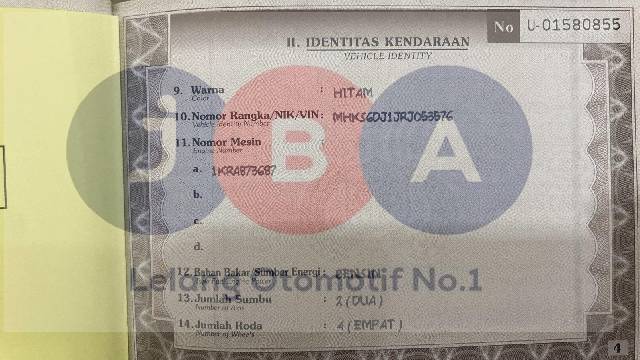 No U-01580855
II. IDENTITAS KENDARAAN
VEHICLE IDENTITY
9. Warna : HITAM
Color
10. Nomor Rangka/NIK/VIN: MHKS6DJ1JRJ053576
Vehicle Identity Number
11. Nomor Mesin :
Engine Number
a. 1KRA873687
b.
c.
d.
12. Bahan Bakar/Sumber Energi: BENSIN
13. Jumlah Sumbu : 2 (DUA)
Number of Axis
14. Jumlah Roda : 4 (EMPAT)
Number of Wheels
4
JBA
Lelang Otomotif No.1